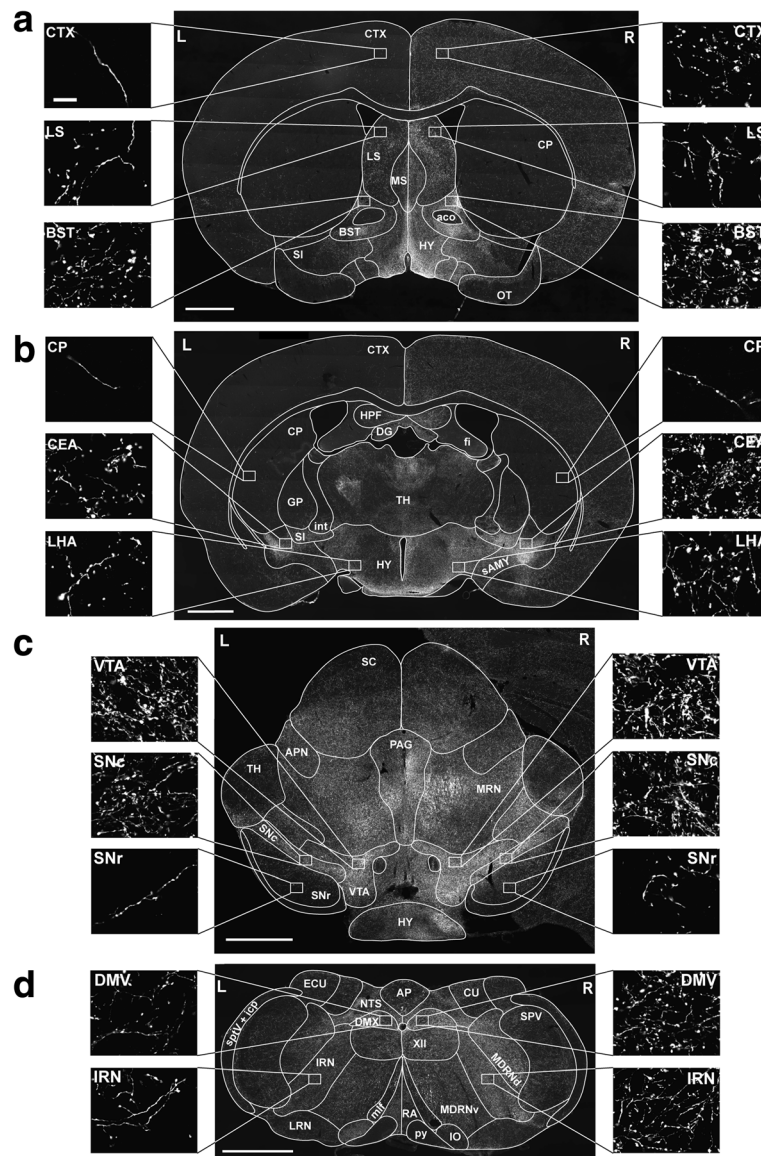 a
CTX
L
CTX
R
CTX
LS
LS
MS
CP
LS
BST
BST
aco
HY
SI
OT
BST
b
CP
L
CTX
R
CP
HPF
DG
CP
fi
CEA
CEA
GP
TH
int
SI
LHA
HY
sAMY
LHA
c
L
R
VTA
SC
VTA
PAG
APN
TH
MRN
SNc
SNc
SNc
SNr
SNr
VTA
SNr
HY
d
DMV
L
ECU
AP
CU
R
DMV
NTS
SPV
DMX
sptV + icp
XII
IRN
IRN
MDRNd
IRN
mlf
RA
MDRNv
LRN
py
IO